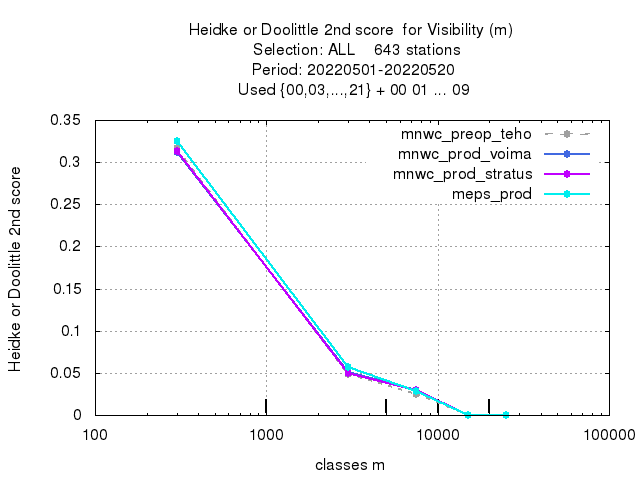 Heidke or Doolittle 2nd score  for Visibility (m)
Selection: ALL    643 stations
Period: 20220501-20220520
Used {00,03,...,21} + 00 01 ... 09
mnwc_preop_teho
mnwc_prod_voima
mnwc_prod_stratus
meps_prod
Heidke or Doolittle 2nd score
0.35
0.3
0.25
0.2
0.15
0.1
0.05
0
100 1000 10000 100000
classes m